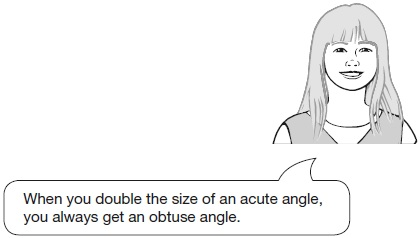 When you double the size of an acute angle,
you always get an obtuse angle.